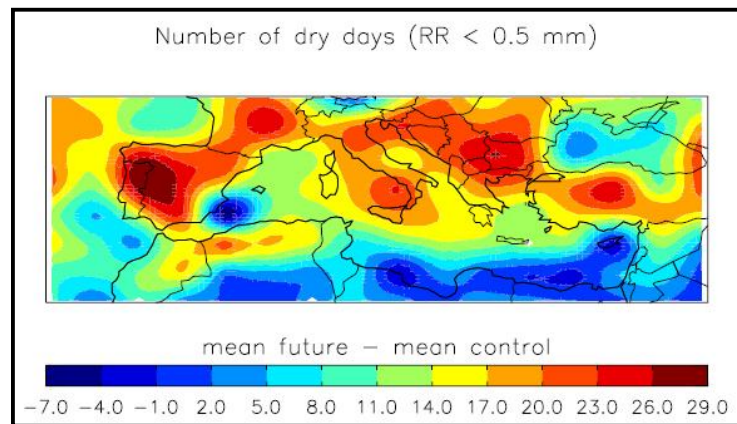 Number of dry days (RR < 0.5 mm)
mean future − mean control
−7.0 −4.0 −1.0 2.0 5.0 8.0 11.0 14.0 17.0 20.0 23.0 26.0 29.0